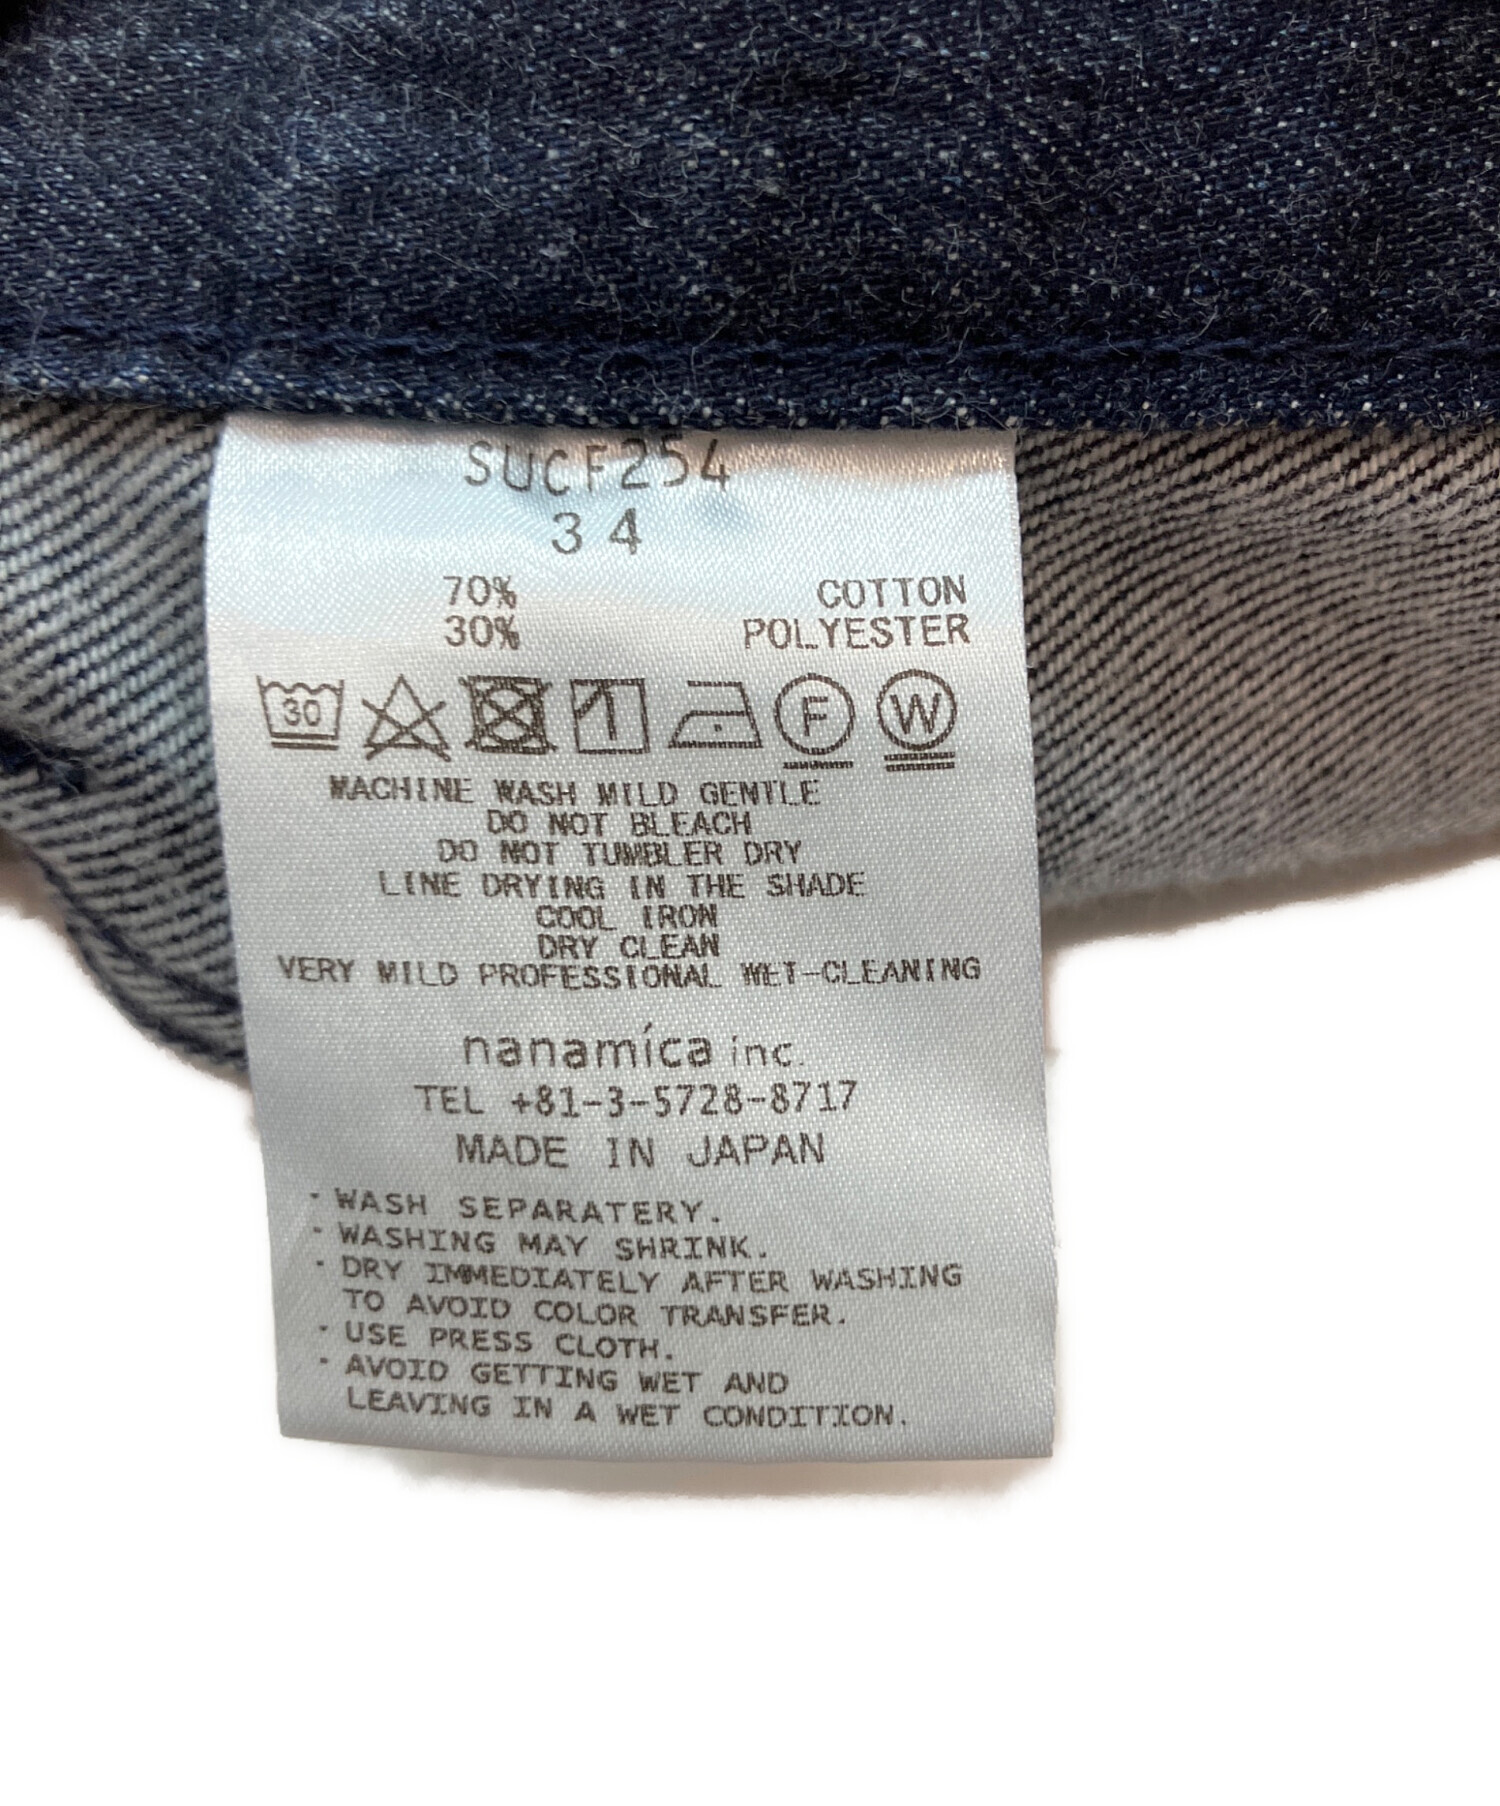 SUCF254
34
70% COTTON
30% POLYESTER
30 F W
MACHINE WASH MILD GENTLE
DO NOT BLEACH
DO NOT TUMBLER DRY
LINE DRYING IN THE SHADE
COOL IRON
DRY CLEAN
VERY MILD PROFESSIONAL WET-CLEANING
nanamíca inc.
TEL +81-3-5728-8717
MADE IN JAPAN
・WASH SEPARATERY.
・WASHING MAY SHRINK.
・DRY IMMEDIATELY AFTER WASHING
TO AVOID COLOR TRANSFER.
・USE PRESS CLOTH.
・AVOID GETTING WET AND
LEAVING IN A WET CONDITION.